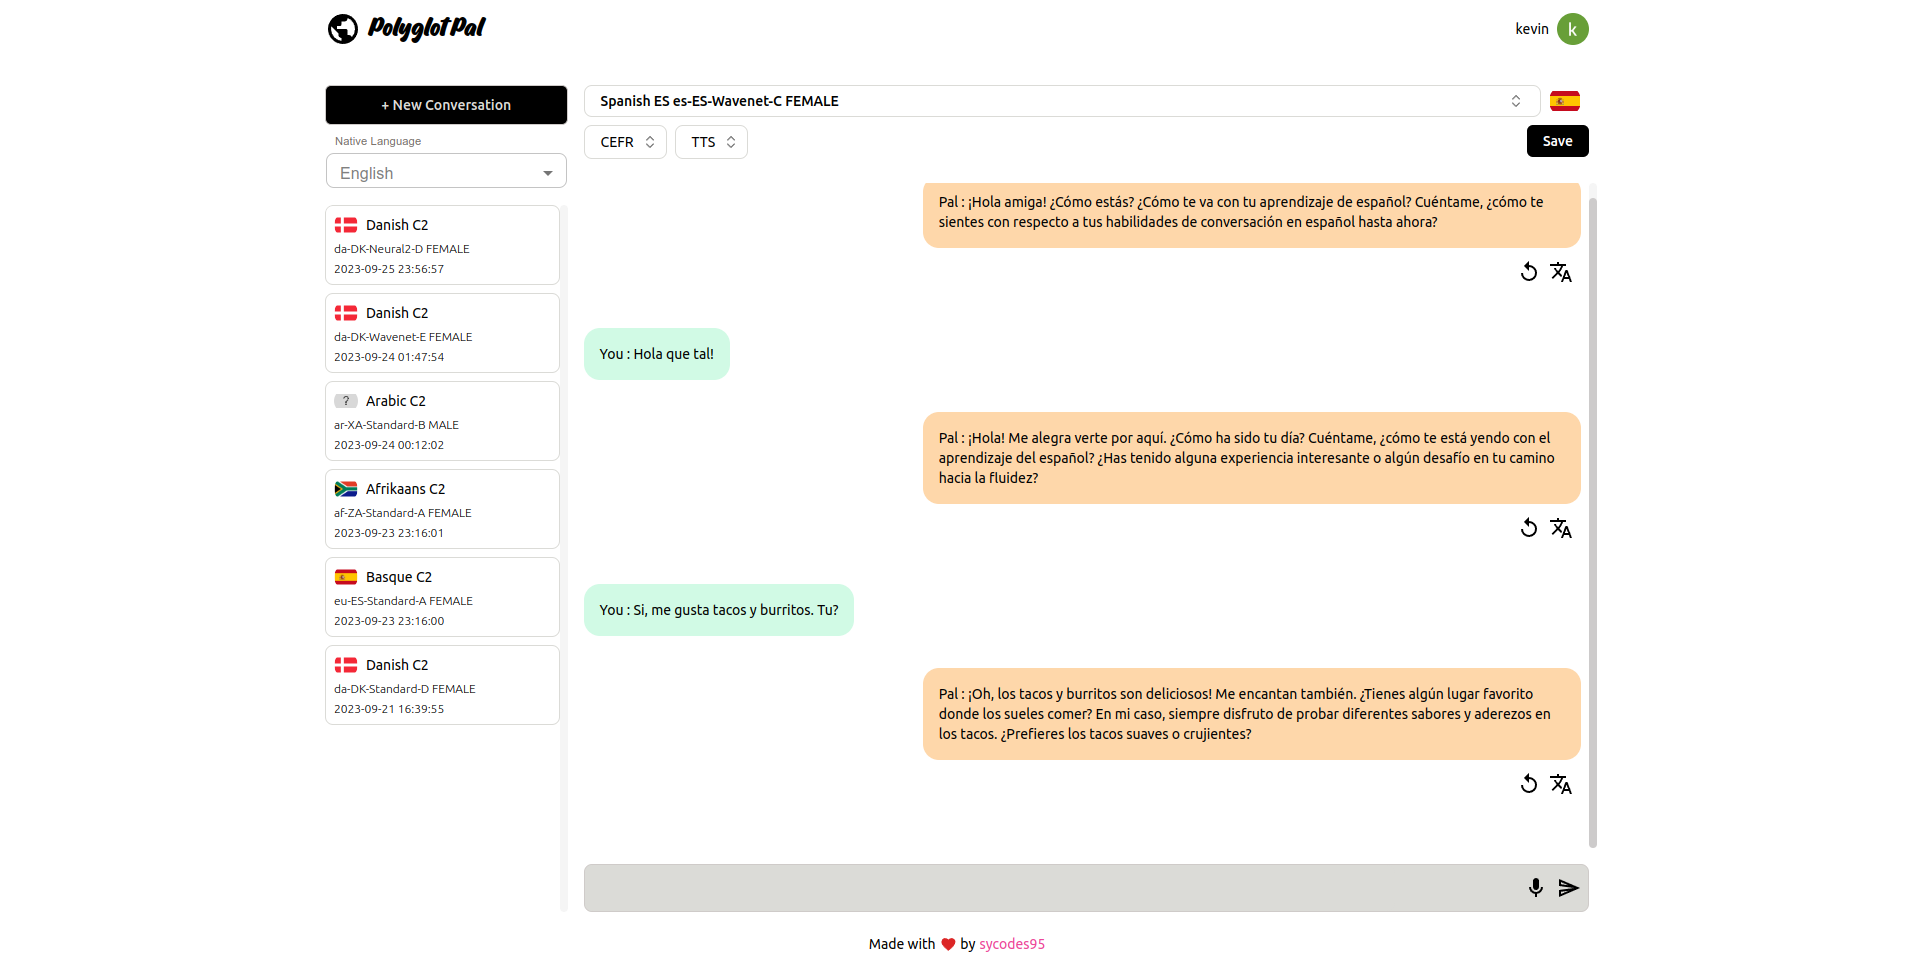 PolyglotPal
kevin
k
+ New Conversation
Native Language
English
Danish C2
da-DK-Neural2-D FEMALE
2023-09-25 23:56:57
Danish C2
da-DK-Wavenet-E FEMALE
2023-09-24 01:47:54
?
Arabic C2
ar-XA-Standard-B MALE
2023-09-24 00:12:02
Afrikaans C2
af-ZA-Standard-A FEMALE
2023-09-23 23:16:01
Basque C2
eu-ES-Standard-A FEMALE
2023-09-23 23:16:00
Danish C2
da-DK-Standard-D FEMALE
2023-09-21 16:39:55
Spanish ES es-ES-Wavenet-C FEMALE
CEFR
TTS
Save
Pal : ¡Hola amiga! ¿Cómo estás? ¿Cómo te va con tu aprendizaje de español? Cuéntame, ¿cómo te
sientes con respecto a tus habilidades de conversación en español hasta ahora?
You : Hola que tal!
Pal : ¡Hola! Me alegra verte por aquí. ¿Cómo ha sido tu día? Cuéntame, ¿cómo te está yendo con el
aprendizaje del español? ¿Has tenido alguna experiencia interesante o algún desafío en tu camino
hacia la fluidez?
You : Si, me gusta tacos y burritos. Tu?
Pal : ¡Oh, los tacos y burritos son deliciosos! Me encantan también. ¿Tienes algún lugar favorito
donde los sueles comer? En mi caso, siempre disfruto de probar diferentes sabores y aderezos en
los tacos. ¿Prefieres los tacos suaves o crujientes?
Made with ❤ by sycodes95